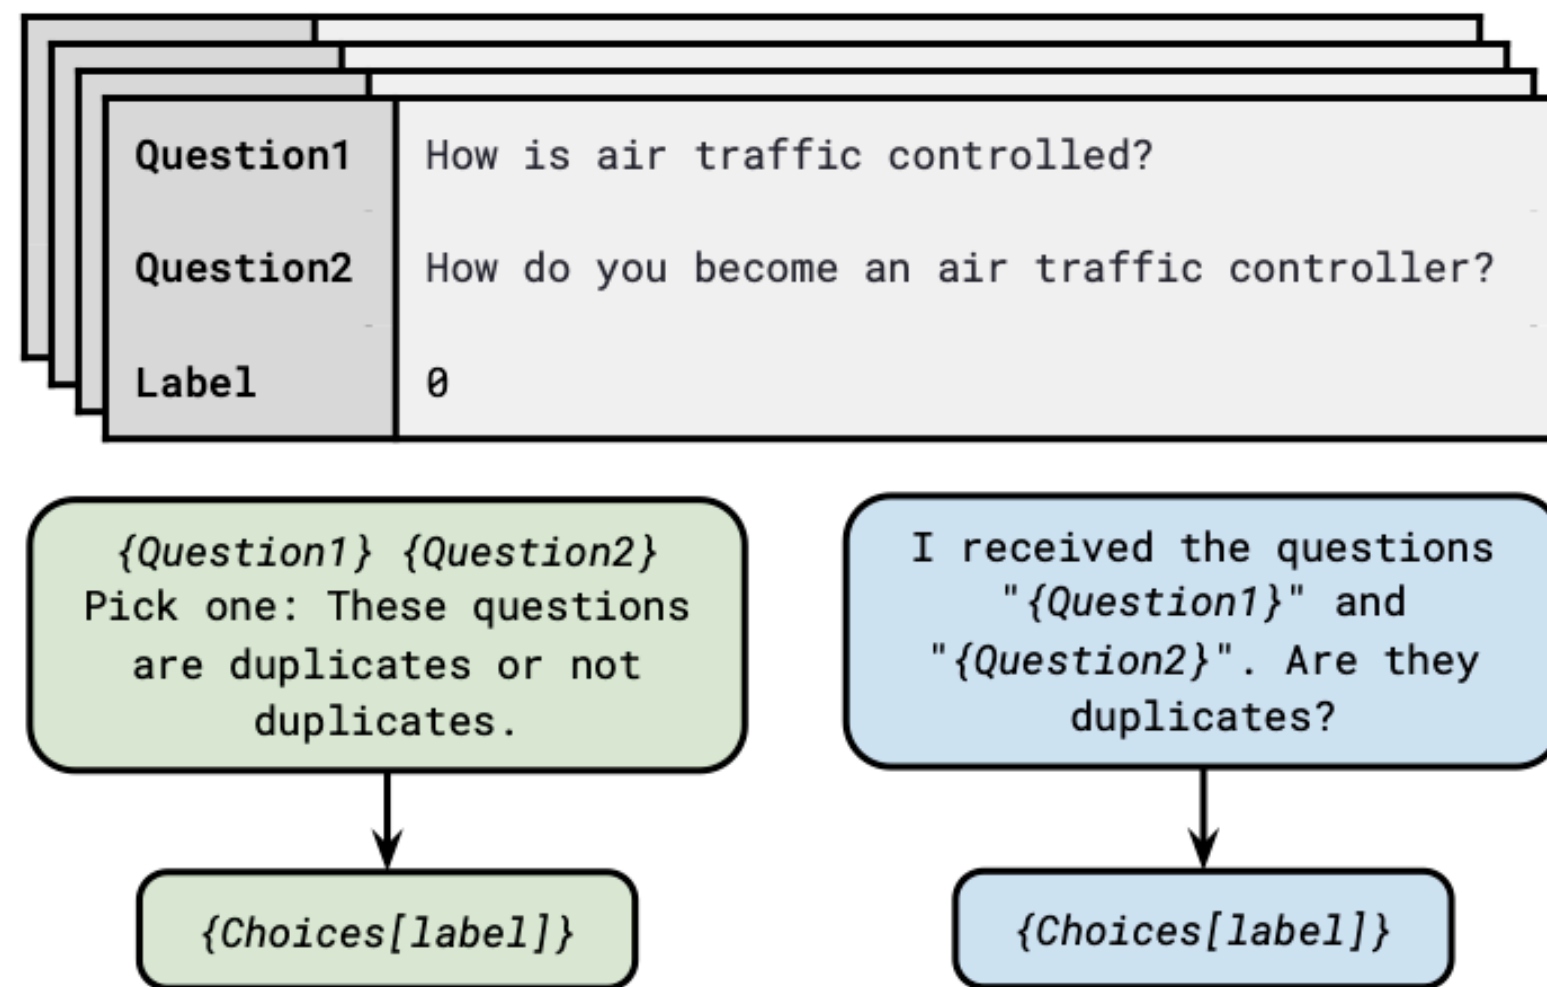 Question1 How is air traffic controlled?
Question2 How do you become an air traffic controller?
Label 0
{Question1} {Question2}
Pick one: These questions
are duplicates or not
duplicates.
{Choices[label]}
I received the questions
"{Question1}" and
"{Question2}". Are they
duplicates?
{Choices[label]}